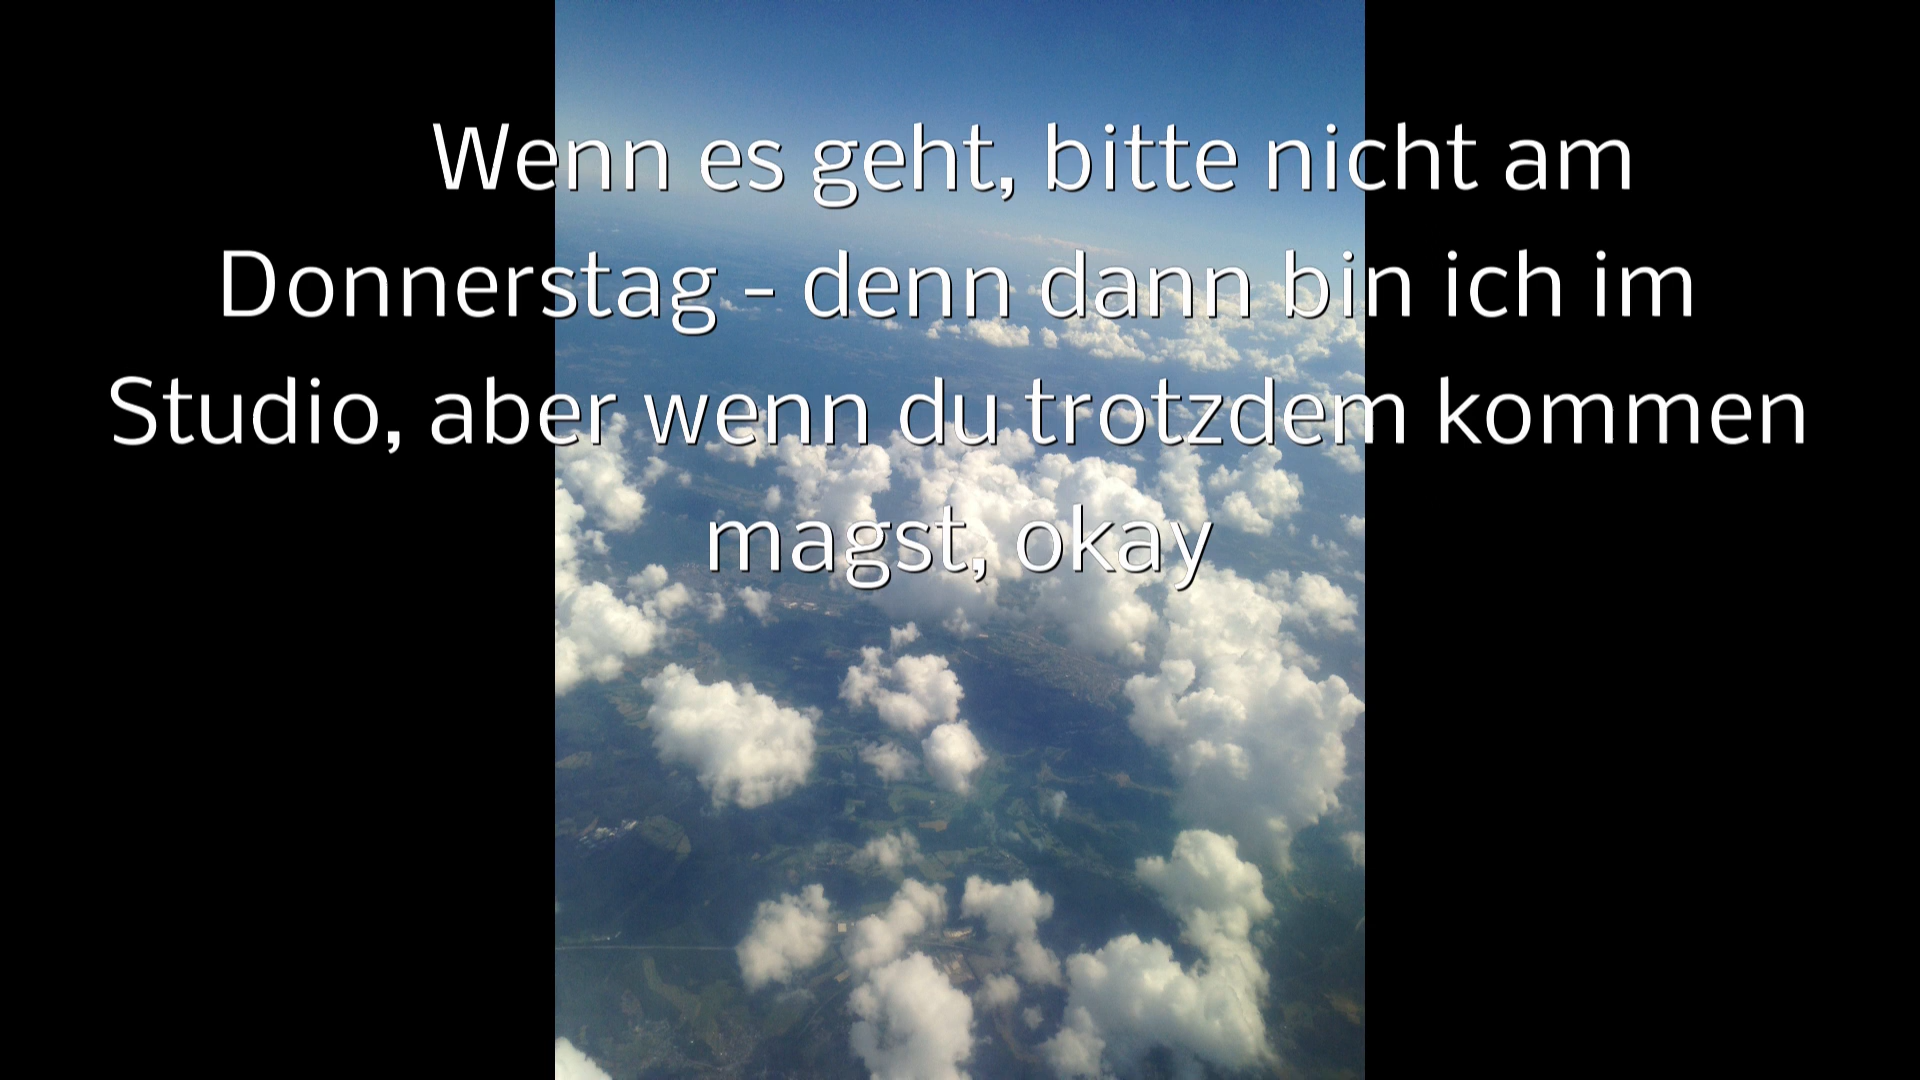 Wenn es geht, bitte nicht am
Donnerstag - denn dann bin ich im
Studio, aber wenn du trotzdem kommen
magst, okay